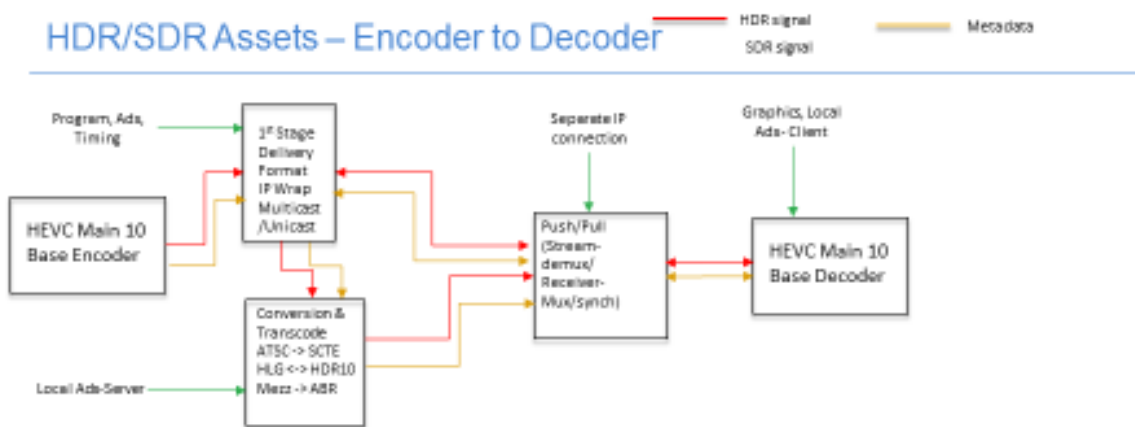 HDR/SDR Assets – Encoder to Decoder
HDR signal
SDR signal
Metadata
Program, Ads,
Timing
1st Stage
Delivery
Format
IP Wrap
Multicast
/Unicast
Separate IP
connection
Graphics, Local
Ads- Client
HEVC Main 10
Base Encoder
Push/Pull
(Stream-
demux/
Receiver-
Mux/synch)
HEVC Main 10
Base Decoder
Conversion &
Transcode
ATSC -> SCTE
HLG <-> HDR10
Mezz -> ABR
Local Ads-Server